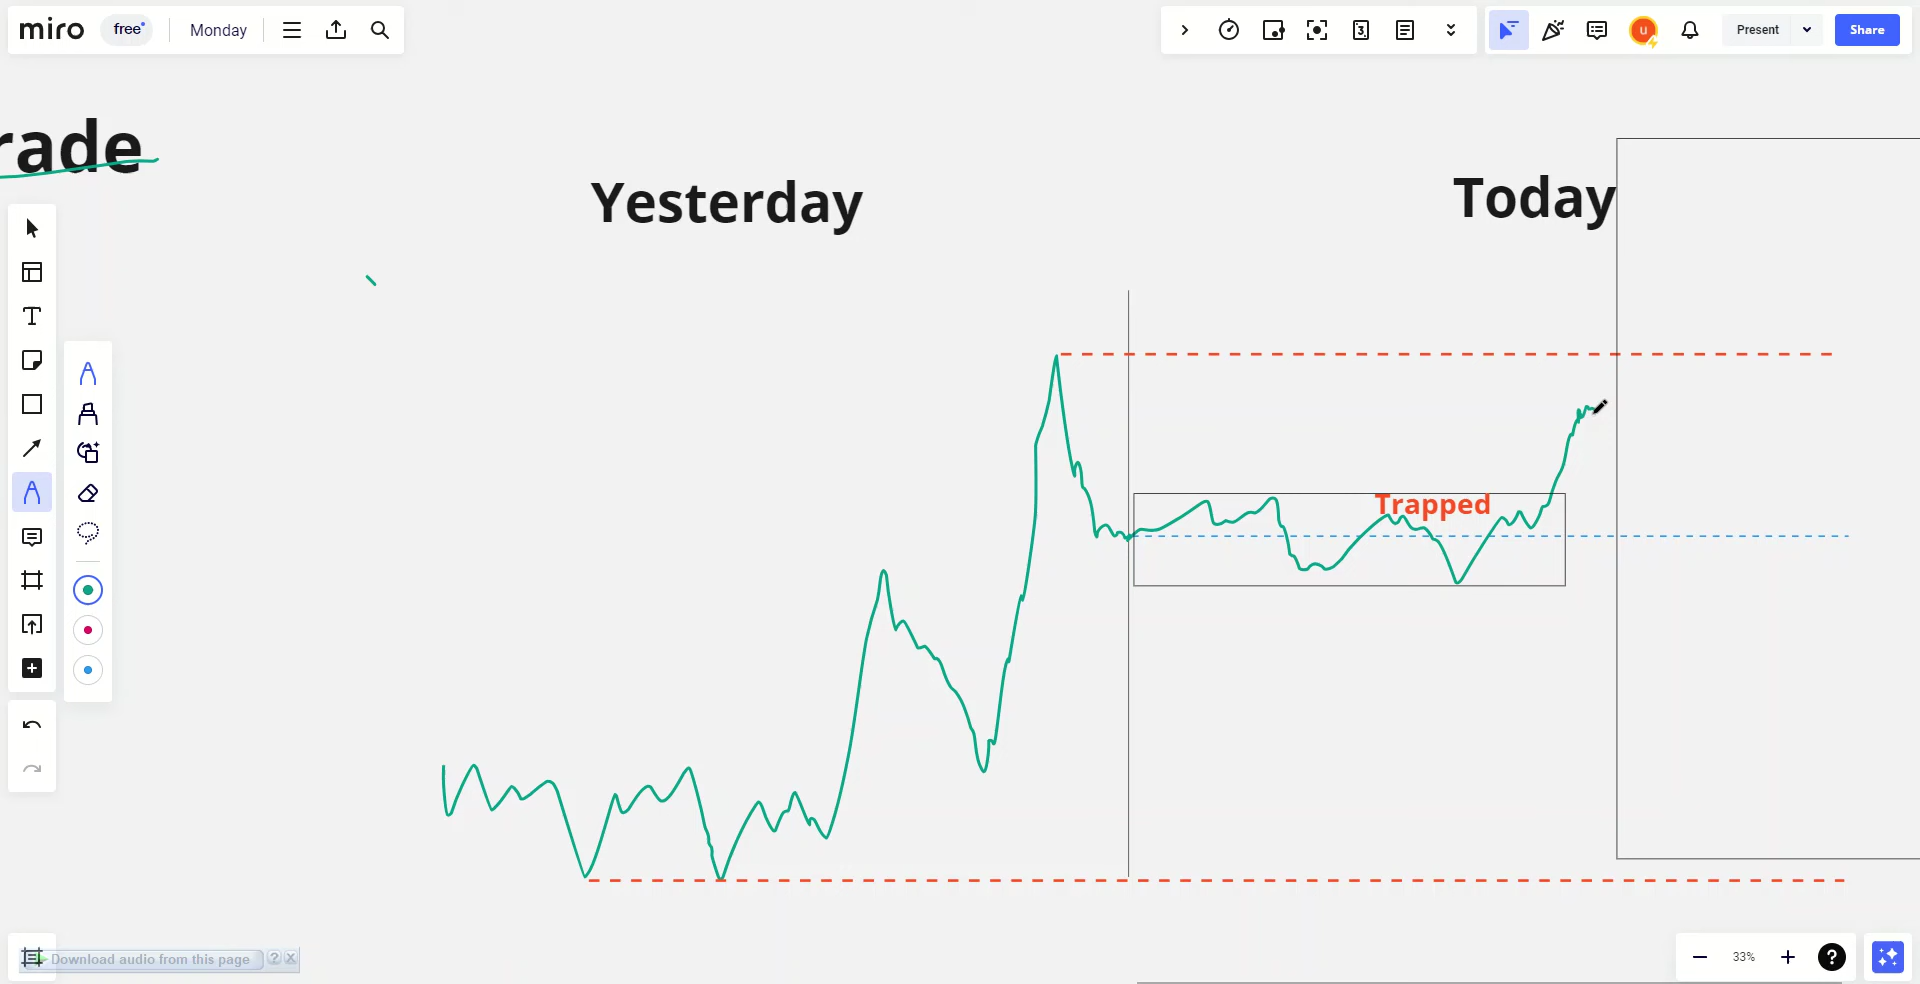 miro free Monday
Present Share
rade
Yesterday
Today
Trapped
Download audio from this page
33%